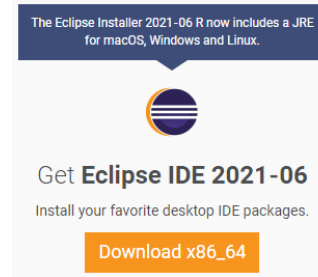 The Eclipse Installer 2021-06 R now includes a JRE
for macOS, Windows and Linux.
Get Eclipse IDE 2021-06
Install your favorite desktop IDE packages.
Download x86_64